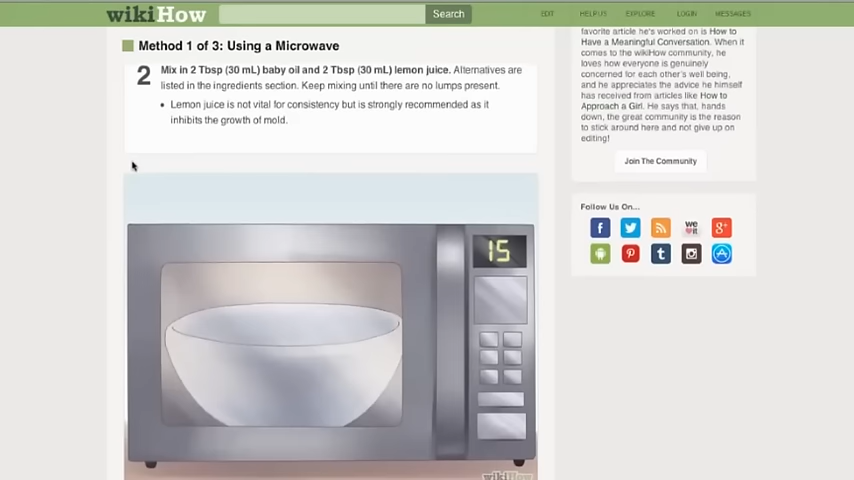 wikiHow
Search
EDIT
HELP US
EXPLORE
LOGIN
MESSAGES
Method 1 of 3: Using a Microwave
2
Mix in 2 Tbsp (30 mL) baby oil and 2 Tbsp (30 mL) lemon juice. Alternatives are
listed in the ingredients section. Keep mixing until there are no lumps present.
Lemon juice is not vital for consistency but is strongly recommended as it
inhibits the growth of mold.
15
wikiHow
favorite article he's worked on is How to
Have a Meaningful Conversation. When it
comes to the wikiHow community, he
loves how everyone is genuinely
concerned for each other's well being,
and he appreciates the advice he himself
has received from articles like How to
Approach a Girl. He says that, hands
down, the great community is the reason
to stick around here and not give up on
editing!
Join The Community
Follow Us On...
we
it
g+